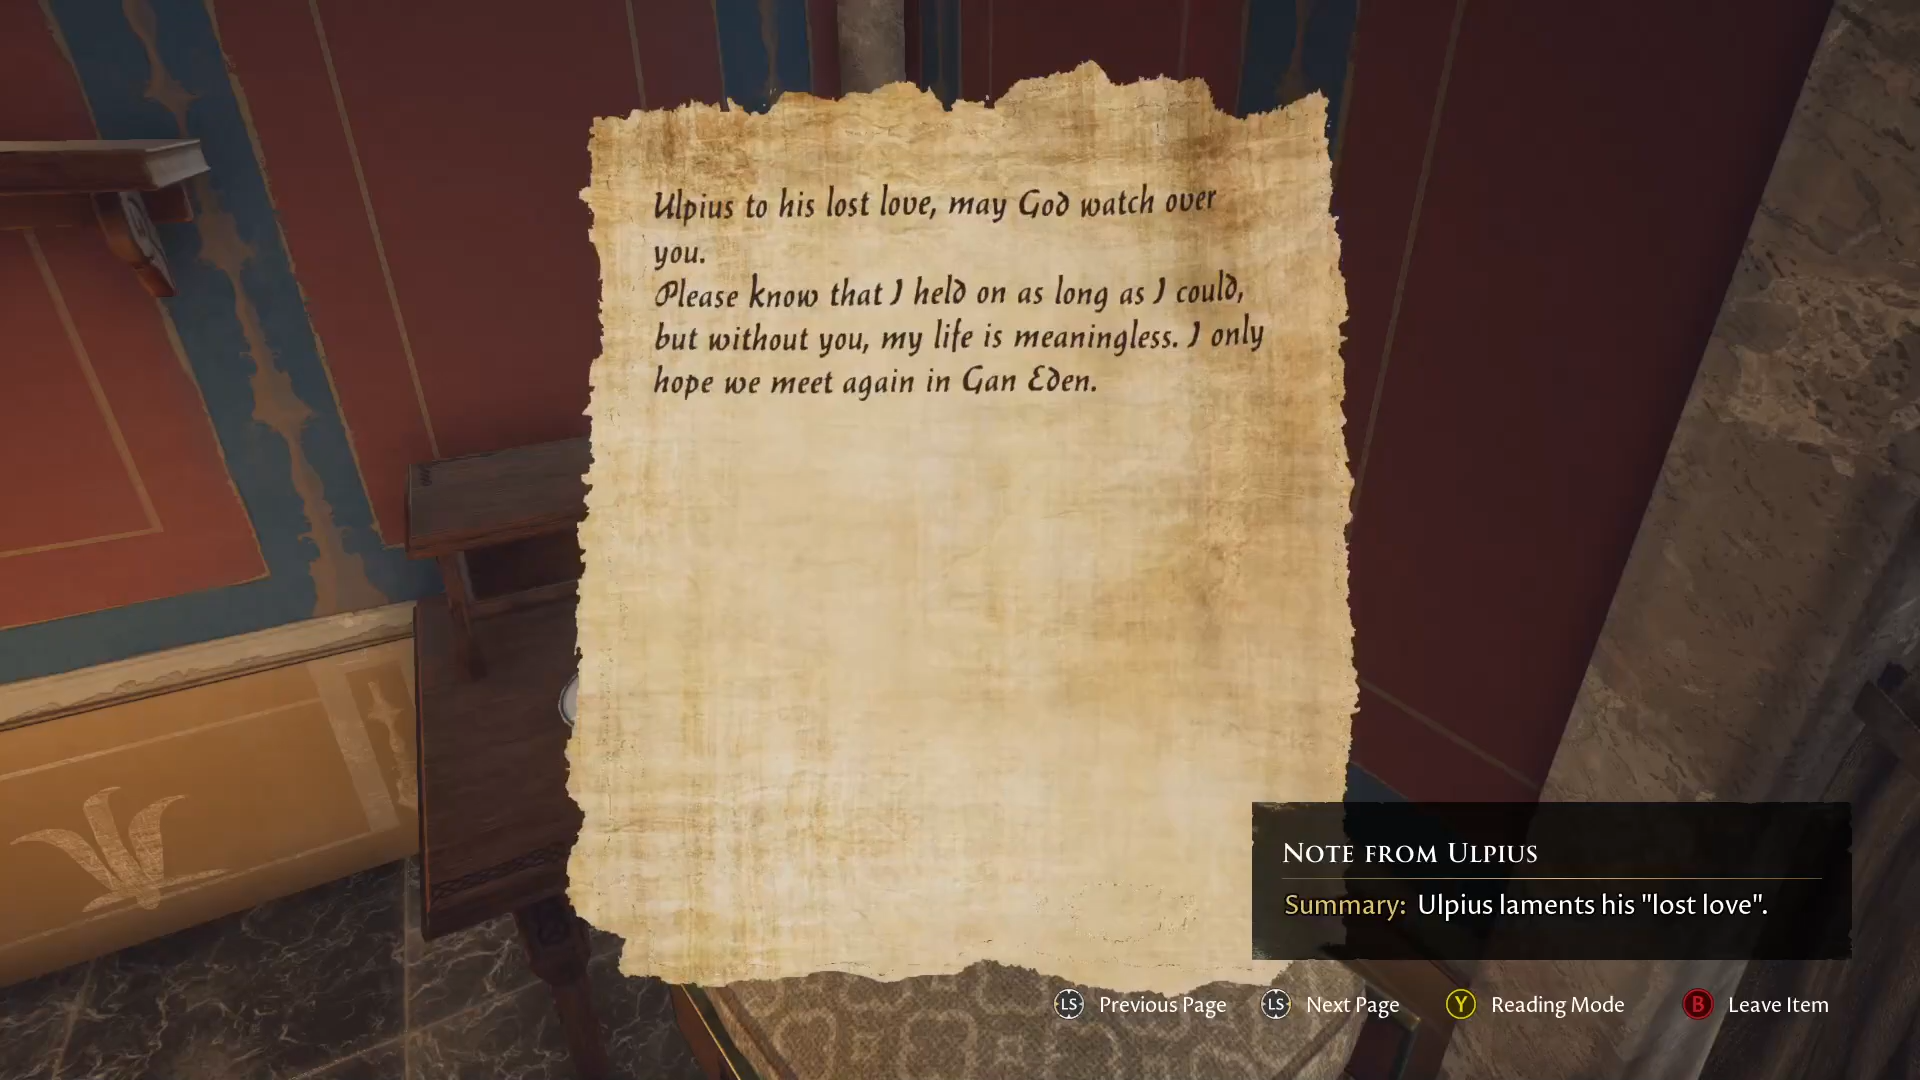 Ulpius to his lost love, may God watch over
you.
Please know that I held on as long as I could,
but without you, my life is meaningless. I only
hope we meet again in Gan Eden.
NOTE FROM ULPIUS
Summary: Ulpius laments his "lost love".
LS Previous Page LS Next Page Y Reading Mode B Leave Item